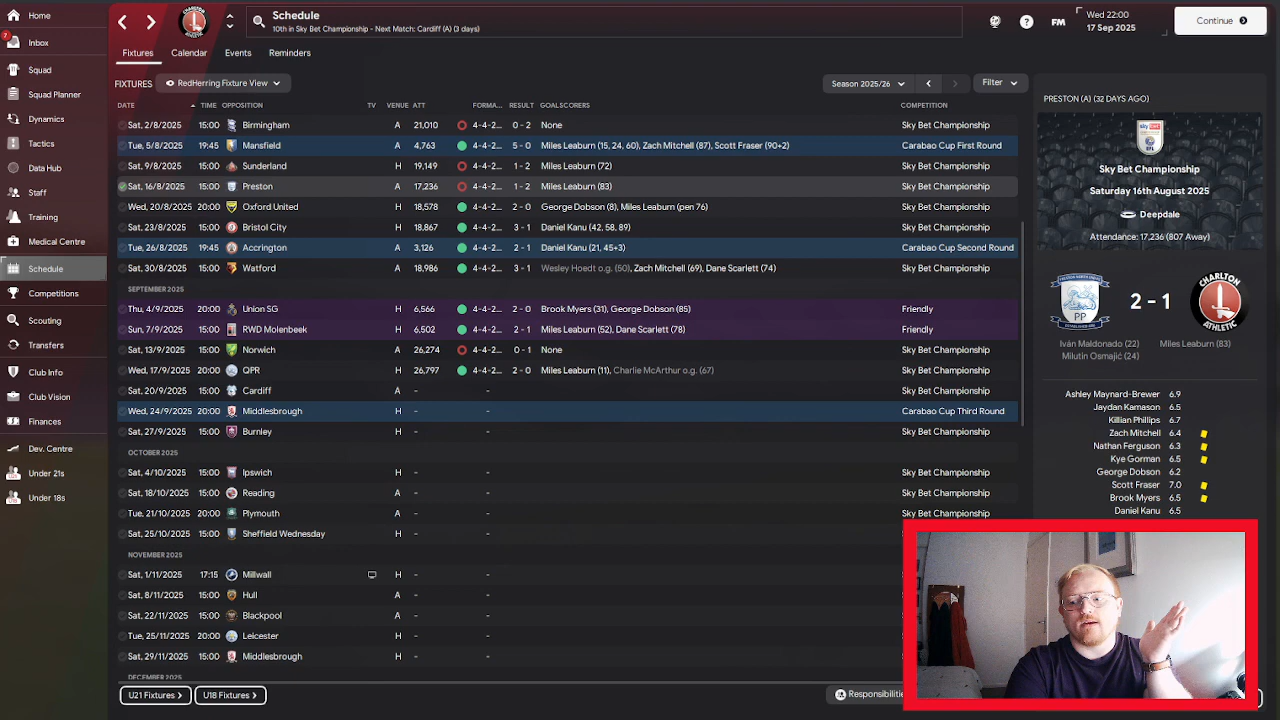 Home
Schedule
10th in Sky Bet Championship - Next Match: Cardiff (A) (3 days)
FM
Wed 22:00
17 Sep 2025
Continue
7
Inbox
Squad
Squad Planner
Dynamics
Tactics
Data Hub
Staff
Training
Medical Centre
Schedule
Competitions
Scouting
Transfers
Club Info
Club Vision
Finances
Dev. Centre
Under 21s
Under 18s
Fixtures Calendar Events Reminders
FIXTURES RedHerring Fixture View Season 2025/26 Filter
DATE TIME OPPOSITION TV VENUE ATT FORMA... RESULT GOALSCORERS COMPETITION
Sat, 2/8/2025 15:00 Birmingham A 21,010 4-4-2... 0 - 2 None Sky Bet Championship
Tue, 5/8/2025 19:45 Mansfield A 4,763 4-4-2... 5 - 0 Miles Leaburn (15, 26, 60), Zach Mitchell (87), Scott Fraser (90+2) Carabao Cup First Round
Sat, 9/8/2025 15:00 Sunderland H 19,149 4-4-2... 1 - 2 Miles Leaburn (72) Sky Bet Championship
Sat, 16/8/2025 15:00 Preston A 17,236 4-4-2... 1 - 2 Miles Leaburn (83) Sky Bet Championship
Wed, 20/8/2025 20:00 Oxford United H 15,378 4-4-2... 2 - 0 George Dobson (8), Miles Leaburn (pen 76) Sky Bet Championship
Sat, 23/8/2025 15:00 Bristol City H 18,867 4-4-2... 3 - 1 Daniel Kanu (42, 58, 89) Sky Bet Championship
Tue, 26/8/2025 19:45 Accrington A 3,126 4-4-2... 2 - 1 Daniel Kanu (21, 45+3) Carabao Cup Second Round
Sat, 30/8/2025 15:00 Watford A 18,986 4-4-2... 3 - 1 Wesley Hoedt o.g. (50), Zach Mitchell (69), Dane Scarlett (74) Sky Bet Championship
SEPTEMBER 2025
Thu, 4/9/2025 20:00 Union SG H 6,566 4-4-2... 2 - 0 Brook Myers (31), George Dobson (85) Friendly
Sun, 7/9/2025 15:00 RWD Molenbeek H 6,502 4-4-2... 2 - 1 Miles Leaburn (52), Dane Scarlett (78) Friendly
Sat, 13/9/2025 15:00 Norwich A 26,274 4-4-2... 0 - 1 None Sky Bet Championship
Wed, 17/9/2025 20:00 QPR H 26,797 4-4-2... 2 - 0 Miles Leaburn (11), Charlie McArthur o.g. (67) Sky Bet Championship
Sat, 20/9/2025 15:00 Cardiff A - - Sky Bet Championship
Wed, 24/9/2025 20:00 Middlesbrough H - - Carabao Cup Third Round
Sat, 27/9/2025 15:00 Burnley H - - Sky Bet Championship
OCTOBER 2025
Sat, 4/10/2025 15:00 Ipswich H - - Sky Bet Championship
Sat, 18/10/2025 15:00 Reading A - - Sky Bet Championship
Tue, 21/10/2025 20:00 Plymouth A - - Sky Bet Championship
Sat, 25/10/2025 15:00 Sheffield Wednesday H - -
NOVEMBER 2025
Sat, 1/11/2025 17:15 Millwall H - -
Sat, 8/11/2025 15:00 Hull A - -
Sat, 22/11/2025 15:00 Blackpool A - -
Tue, 25/11/2025 20:00 Leicester H - -
Sat, 29/11/2025 15:00 Middlesbrough H - -
DECEMBER 2025
U21 Fixtures U18 Fixtures Responsibilitie
PRESTON (A) (32 DAYS AGO)
sky bet
EFL
Sky Bet Championship
Saturday 16th August 2025
Deepdale
Attendance: 17,236 (807 Away)
PP
2 - 1
CHARLTON
ATHLETIC
Iván Maldonado (22) Miles Leaburn (83)
Milutin Osmajić (24)
Ashley Maynard-Brewer 6.9
Jaydan Kamason 6.5
Killian Phillips 6.7
Zach Mitchell 6.4
Nathan Ferguson 6.3
Kye Gorman 6.5
George Dobson 6.2
Scott Fraser 7.0
Brook Myers 6.5
Daniel Kanu 6.5